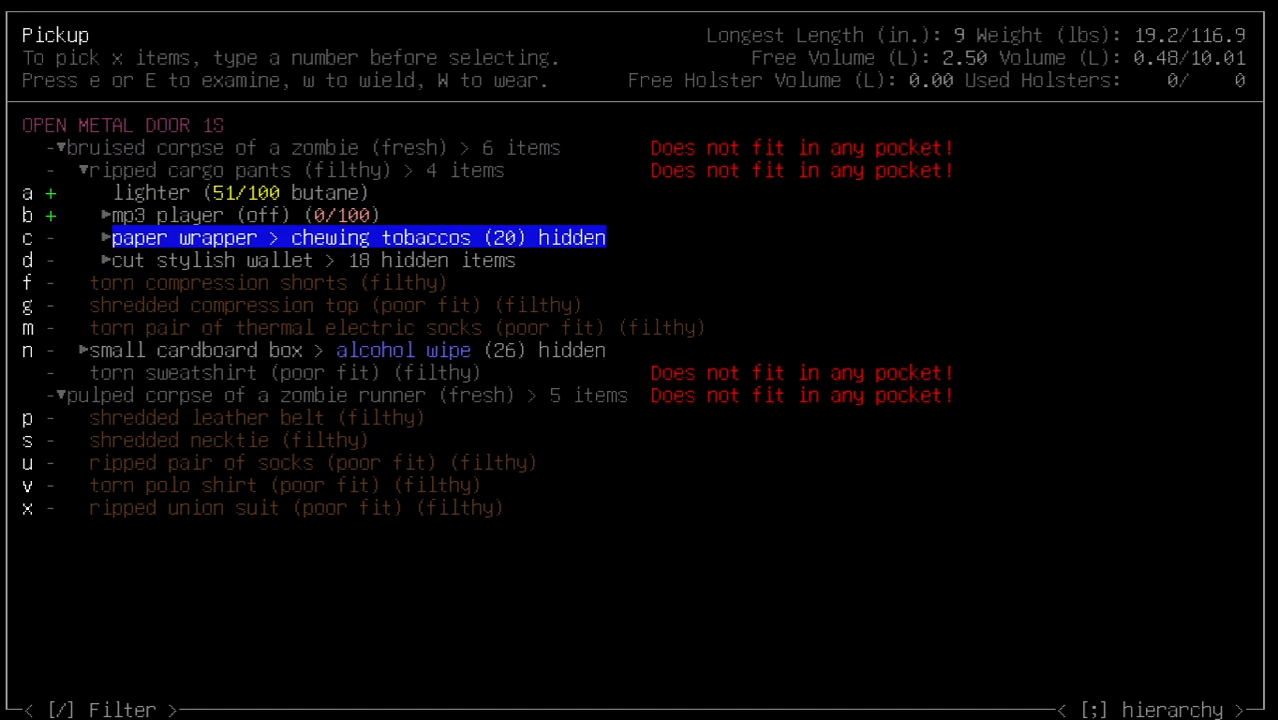 Pickup Longest Length (in.): 9 Weight (lbs): 19.2/116.9
To pick x items, type a number before selecting. Free Volume (L): 2.50 Volume (L): 0.48/10.01
Press e or E to examine, w to wield, W to wear. Free Holster Volume (L): 0.00 Used Holsters: 0/ 0
OPEN METAL DOOR 1S
-▼bruised corpse of a zombie (fresh) > 6 items Does not fit in any pocket!
- ▼ripped cargo pants (filthy) > 4 items Does not fit in any pocket!
a + lighter (51/100 butane)
b + ▶mp3 player (off) (0/100)
c - ▶paper wrapper > chewing tobaccos (20) hidden
d - ▶cut stylish wallet > 18 hidden items
f - torn compression shorts (filthy)
g - shredded compression top (poor fit) (filthy)
m - torn pair of thermal electric socks (poor fit) (filthy)
n - ▶small cardboard box > alcohol wipe (26) hidden
- torn sweatshirt (poor fit) (filthy) Does not fit in any pocket!
-▼pulped corpse of a zombie runner (fresh) > 5 items Does not fit in any pocket!
p - shredded leather belt (filthy)
s - shredded necktie (filthy)
u - ripped pair of socks (poor fit) (filthy)
v - torn polo shirt (poor fit) (filthy)
x - ripped union suit (poor fit) (filthy)
< [/] Filter > < [;] hierarchy >